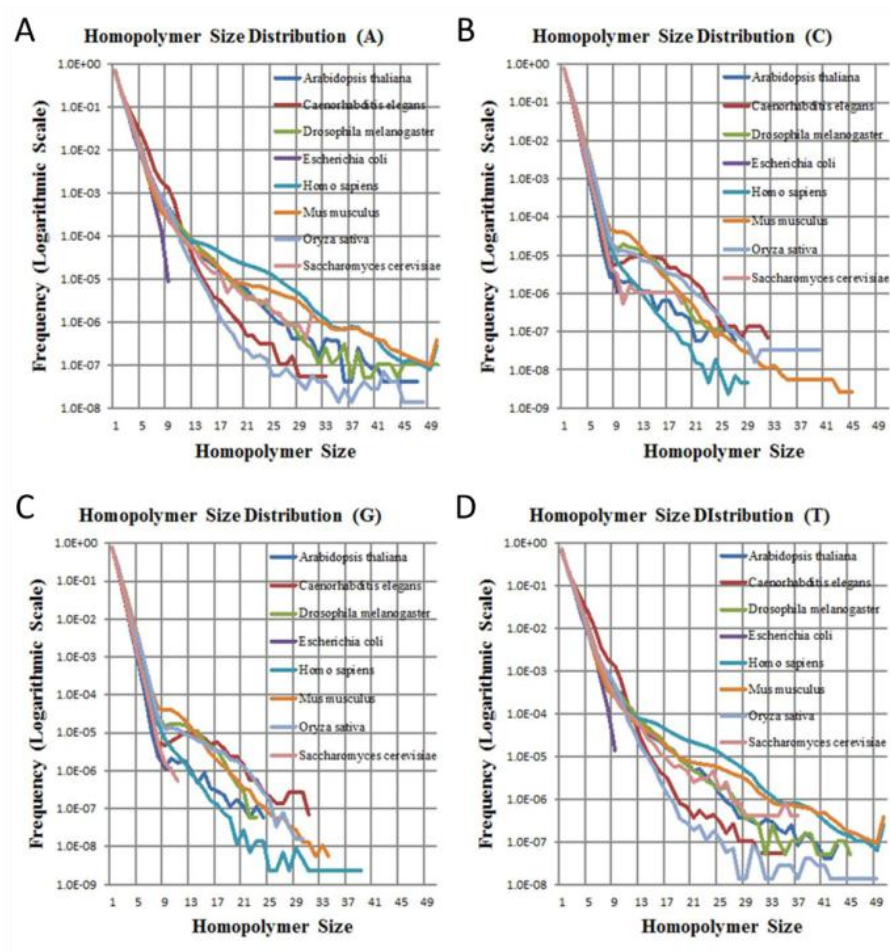 A
Homopolymer Size Distribution (A)
Frequency (Logarithmic Scale)
1.0E+00
1.0E-01
1.0E-02
1.0E-03
1.0E-04
1.0E-05
1.0E-06
1.0E-07
1.0E-08
Arabidopsis thaliana
Caenorhabditis elegans
Drosophila melanogaster
Escherichia coli
Homo sapiens
Mus musculus
Oryza sativa
Saccharomyces cerevisiae
1 5 9 13 17 21 25 29 33 37 41 45 49
Homopolymer Size
B
Homopolymer Size Distribution (C)
Frequency (Logarithmic Scale)
1.0E+00
1.0E-01
1.0E-02
1.0E-03
1.0E-04
1.0E-05
1.0E-06
1.0E-07
1.0E-08
1.0E-09
Arabidopsis thaliana
Caenorhabditis elegans
Drosophila melanogaster
Escherichia coli
Homo sapiens
Mus musculus
Oryza sativa
Saccharomyces cerevisiae
1 5 9 13 17 21 25 29 33 37 41 45 49
Homopolymer Size
C
Homopolymer Size Distribution (G)
Frequency (Logarithmic Scale)
1.0E+00
1.0E-01
1.0E-02
1.0E-03
1.0E-04
1.0E-05
1.0E-06
1.0E-07
1.0E-08
1.0E-09
Arabidopsis thaliana
Caenorhabditis elegans
Drosophila melanogaster
Escherichia coli
Homo sapiens
Mus musculus
Oryza sativa
Saccharomyces cerevisiae
1 5 9 13 17 21 25 29 33 37 41 45 49
Homopolymer Size
D
Homopolymer Size DIstribution (T)
Frequency (Logarithmic Scale)
1.0E+00
1.0E-01
1.0E-02
1.0E-03
1.0E-04
1.0E-05
1.0E-06
1.0E-07
1.0E-08
Arabidopsis thaliana
Caenorhabditis elegans
Drosophila melanogaster
Escherichia coli
Homo sapiens
Mus musculus
Oryza sativa
Saccharomyces cerevisiae
1 5 9 13 17 21 25 29 33 37 41 45 49
Homopolymer Size